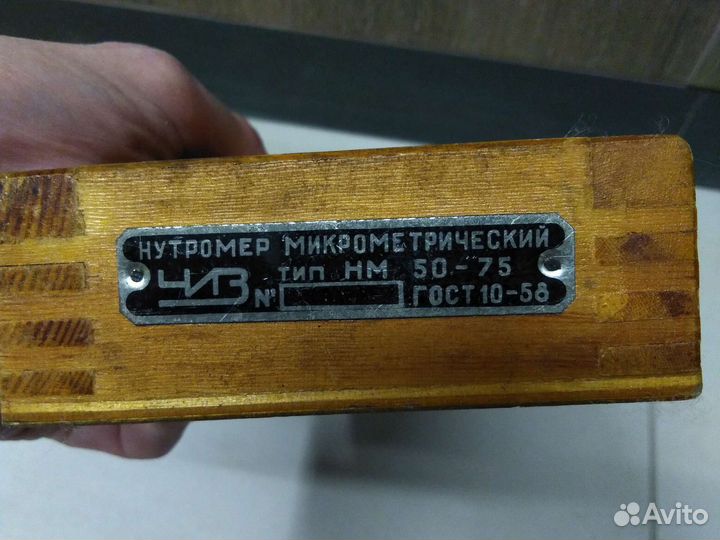 НУТРОМЕР МИКРОМЕТРИЧЕСКИЙ
ТИП НМ 50-75
ЧИЗ № ГОСТ 10-58
Avito